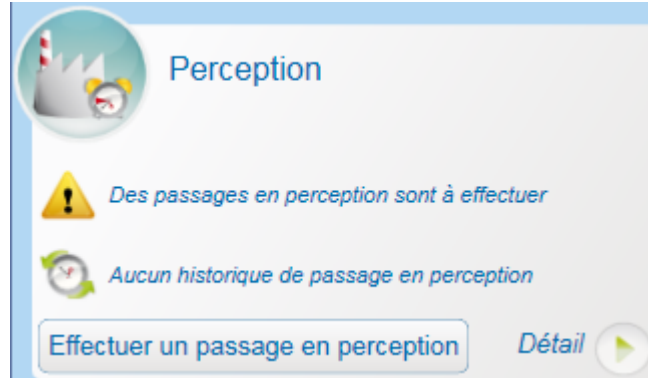 Perception
Des passages en perception sont à effectuer
Aucun historique de passage en perception
Effectuer un passage en perception
Détail